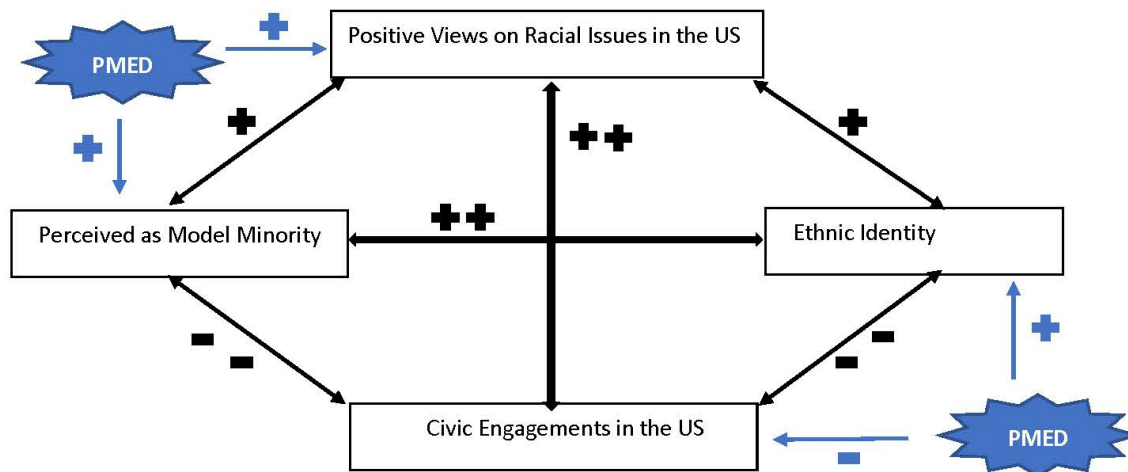 Positive Views on Racial Issues in the US
PMED
+
+
+
+
++
++
Perceived as Model Minority
Ethnic Identity
- -
- -
+
Civic Engagements in the US
-
PMED